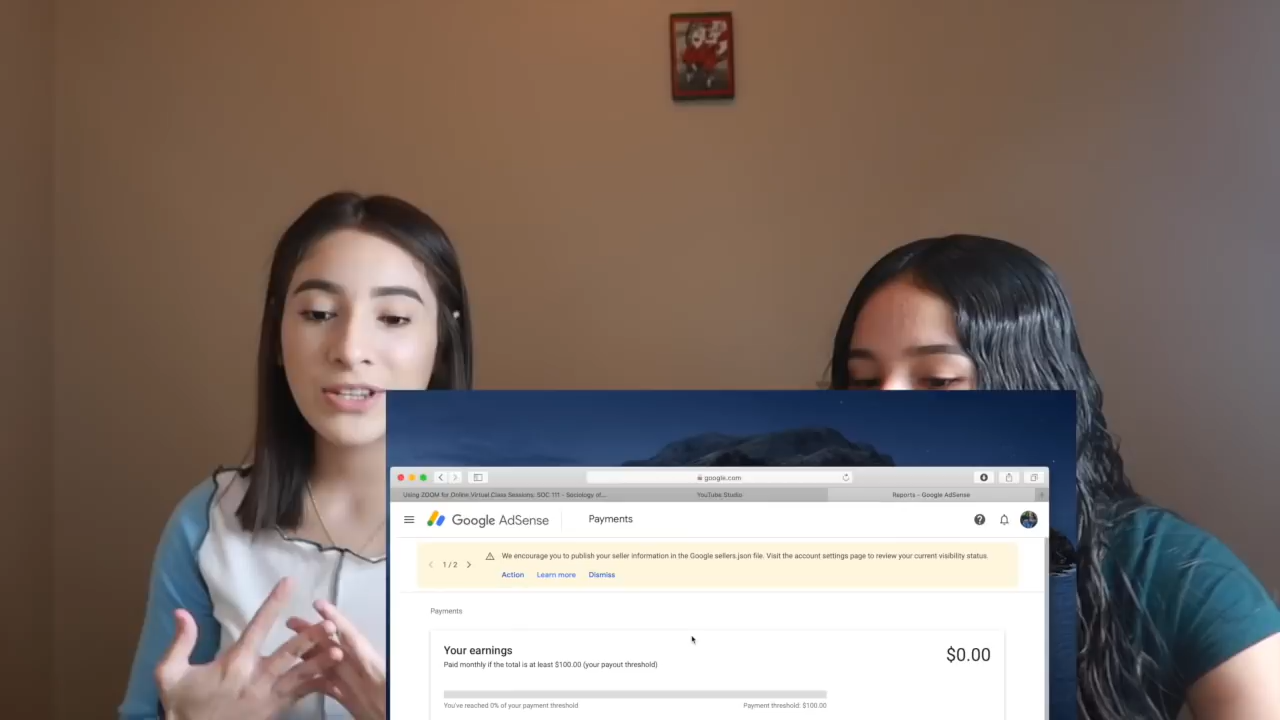 google.com
Using ZOOM for Online Virtual Class Sessions: SOC 111 - Sociology of...
YouTube Studio
Reports - Google AdSense
Google AdSense
Payments
1 / 2
We encourage you to publish your seller information in the Google sellers.json file. Visit the account settings page to review your current visibility status.
Action
Learn more
Dismiss
Payments
Your earnings
$0.00
Paid monthly if the total is at least $100.00 (your payout threshold)
You've reached 0% of your payment threshold
Payment threshold: $100.00